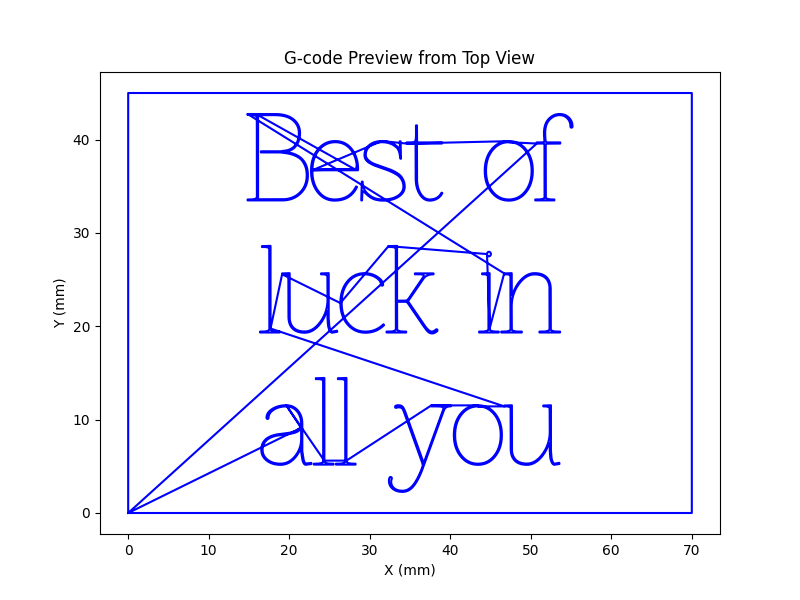 G-code Preview from Top View
Y (mm)
40
30
20
10
0
Best of
luck in
all you
0 10 20 30 40 50 60 70
X (mm)